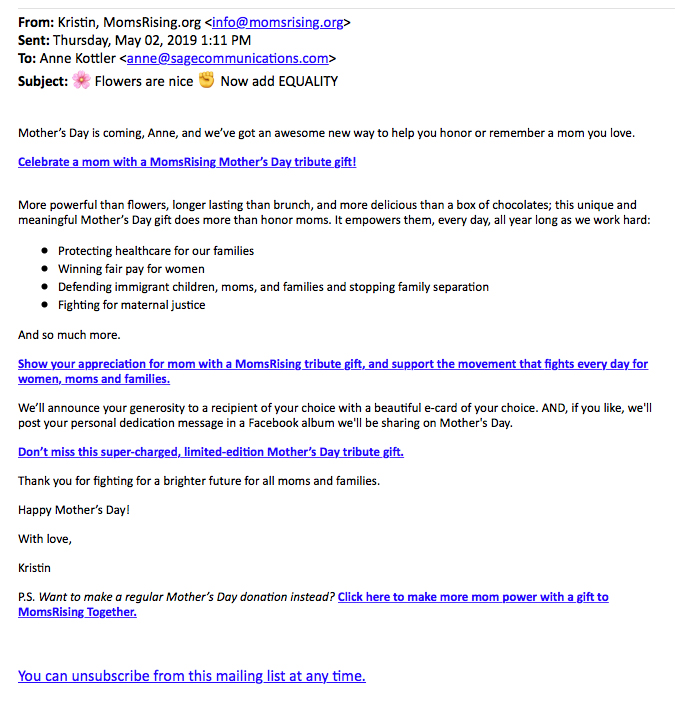 From: Kristin, MomsRising.org <info@momsrising.org>
Sent: Thursday, May 02, 2019 1:11 PM
To: Anne Kottler <anne@sagecommunications.com>
Subject: 🌸 Flowers are nice ✊ Now add EQUALITY
Mother’s Day is coming, Anne, and we’ve got an awesome new way to help you honor or remember a mom you love.
Celebrate a mom with a MomsRising Mother’s Day tribute gift!
More powerful than flowers, longer lasting than brunch, and more delicious than a box of chocolates; this unique and
meaningful Mother’s Day gift does more than honor moms. It empowers them, every day, all year long as we work hard:
• Protecting healthcare for our families
• Winning fair pay for women
• Defending immigrant children, moms, and families and stopping family separation
• Fighting for maternal justice
And so much more.
Show your appreciation for mom with a MomsRising tribute gift, and support the movement that fights every day for
women, moms and families.
We’ll announce your generosity to a recipient of your choice with a beautiful e-card of your choice. AND, if you like, we'll
post your personal dedication message in a Facebook album we'll be sharing on Mother's Day.
Don’t miss this super-charged, limited-edition Mother’s Day tribute gift.
Thank you for fighting for a brighter future for all moms and families.
Happy Mother’s Day!
With love,
Kristin
P.S. Want to make a regular Mother’s Day donation instead? Click here to make more mom power with a gift to
MomsRising Together.
You can unsubscribe from this mailing list at any time.